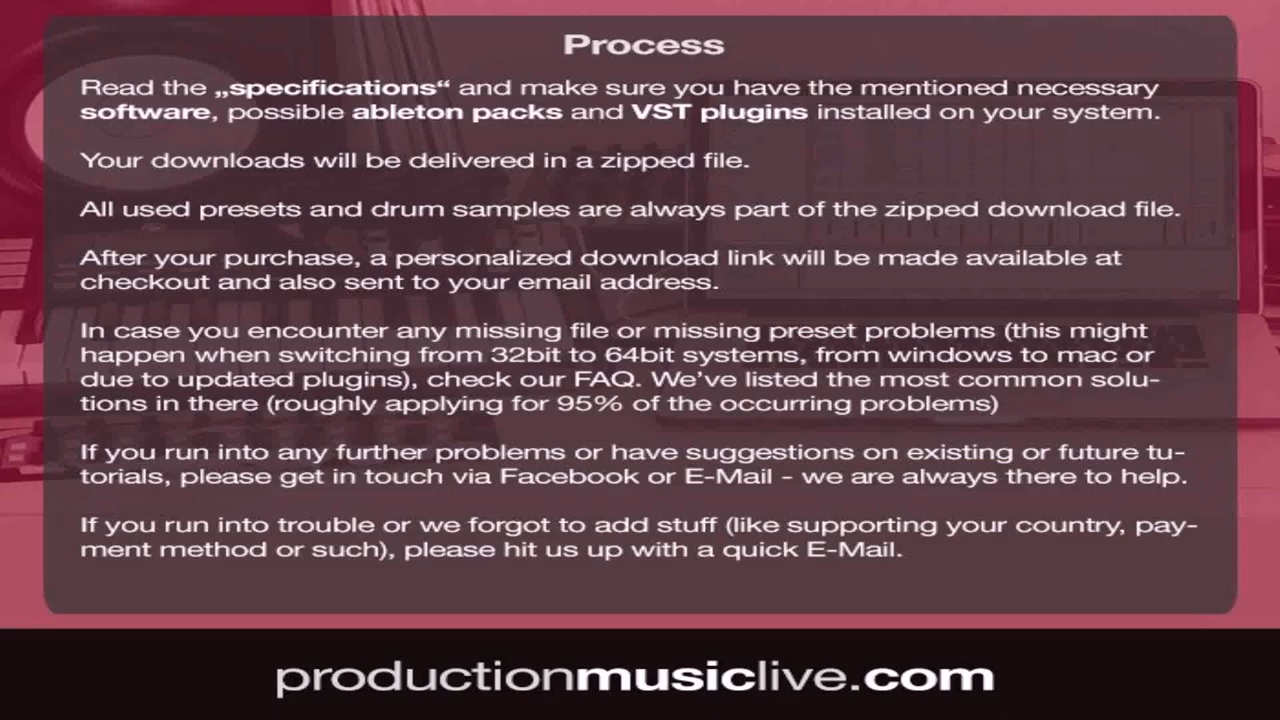 Process
Read the „specifications“ and make sure you have the mentioned necessary
software, possible ableton packs and VST plugins installed on your system.
Your downloads will be delivered in a zipped file.
All used presets and drum samples are always part of the zipped download file.
After your purchase, a personalized download link will be made available at
checkout and also sent to your email address.
In case you encounter any missing file or missing preset problems (this might
happen when switching from 32bit to 64bit systems, from windows to mac or
due to updated plugins), check our FAQ. We’ve listed the most common solu-
tions in there (roughly applying for 95% of the occurring problems)
If you run into any further problems or have suggestions on existing or future tu-
torials, please get in touch via Facebook or E-Mail - we are always there to help.
If you run into trouble or we forgot to add stuff (like supporting your country, pay-
ment method or such), please hit us up with a quick E-Mail.
productionmusiclive.com